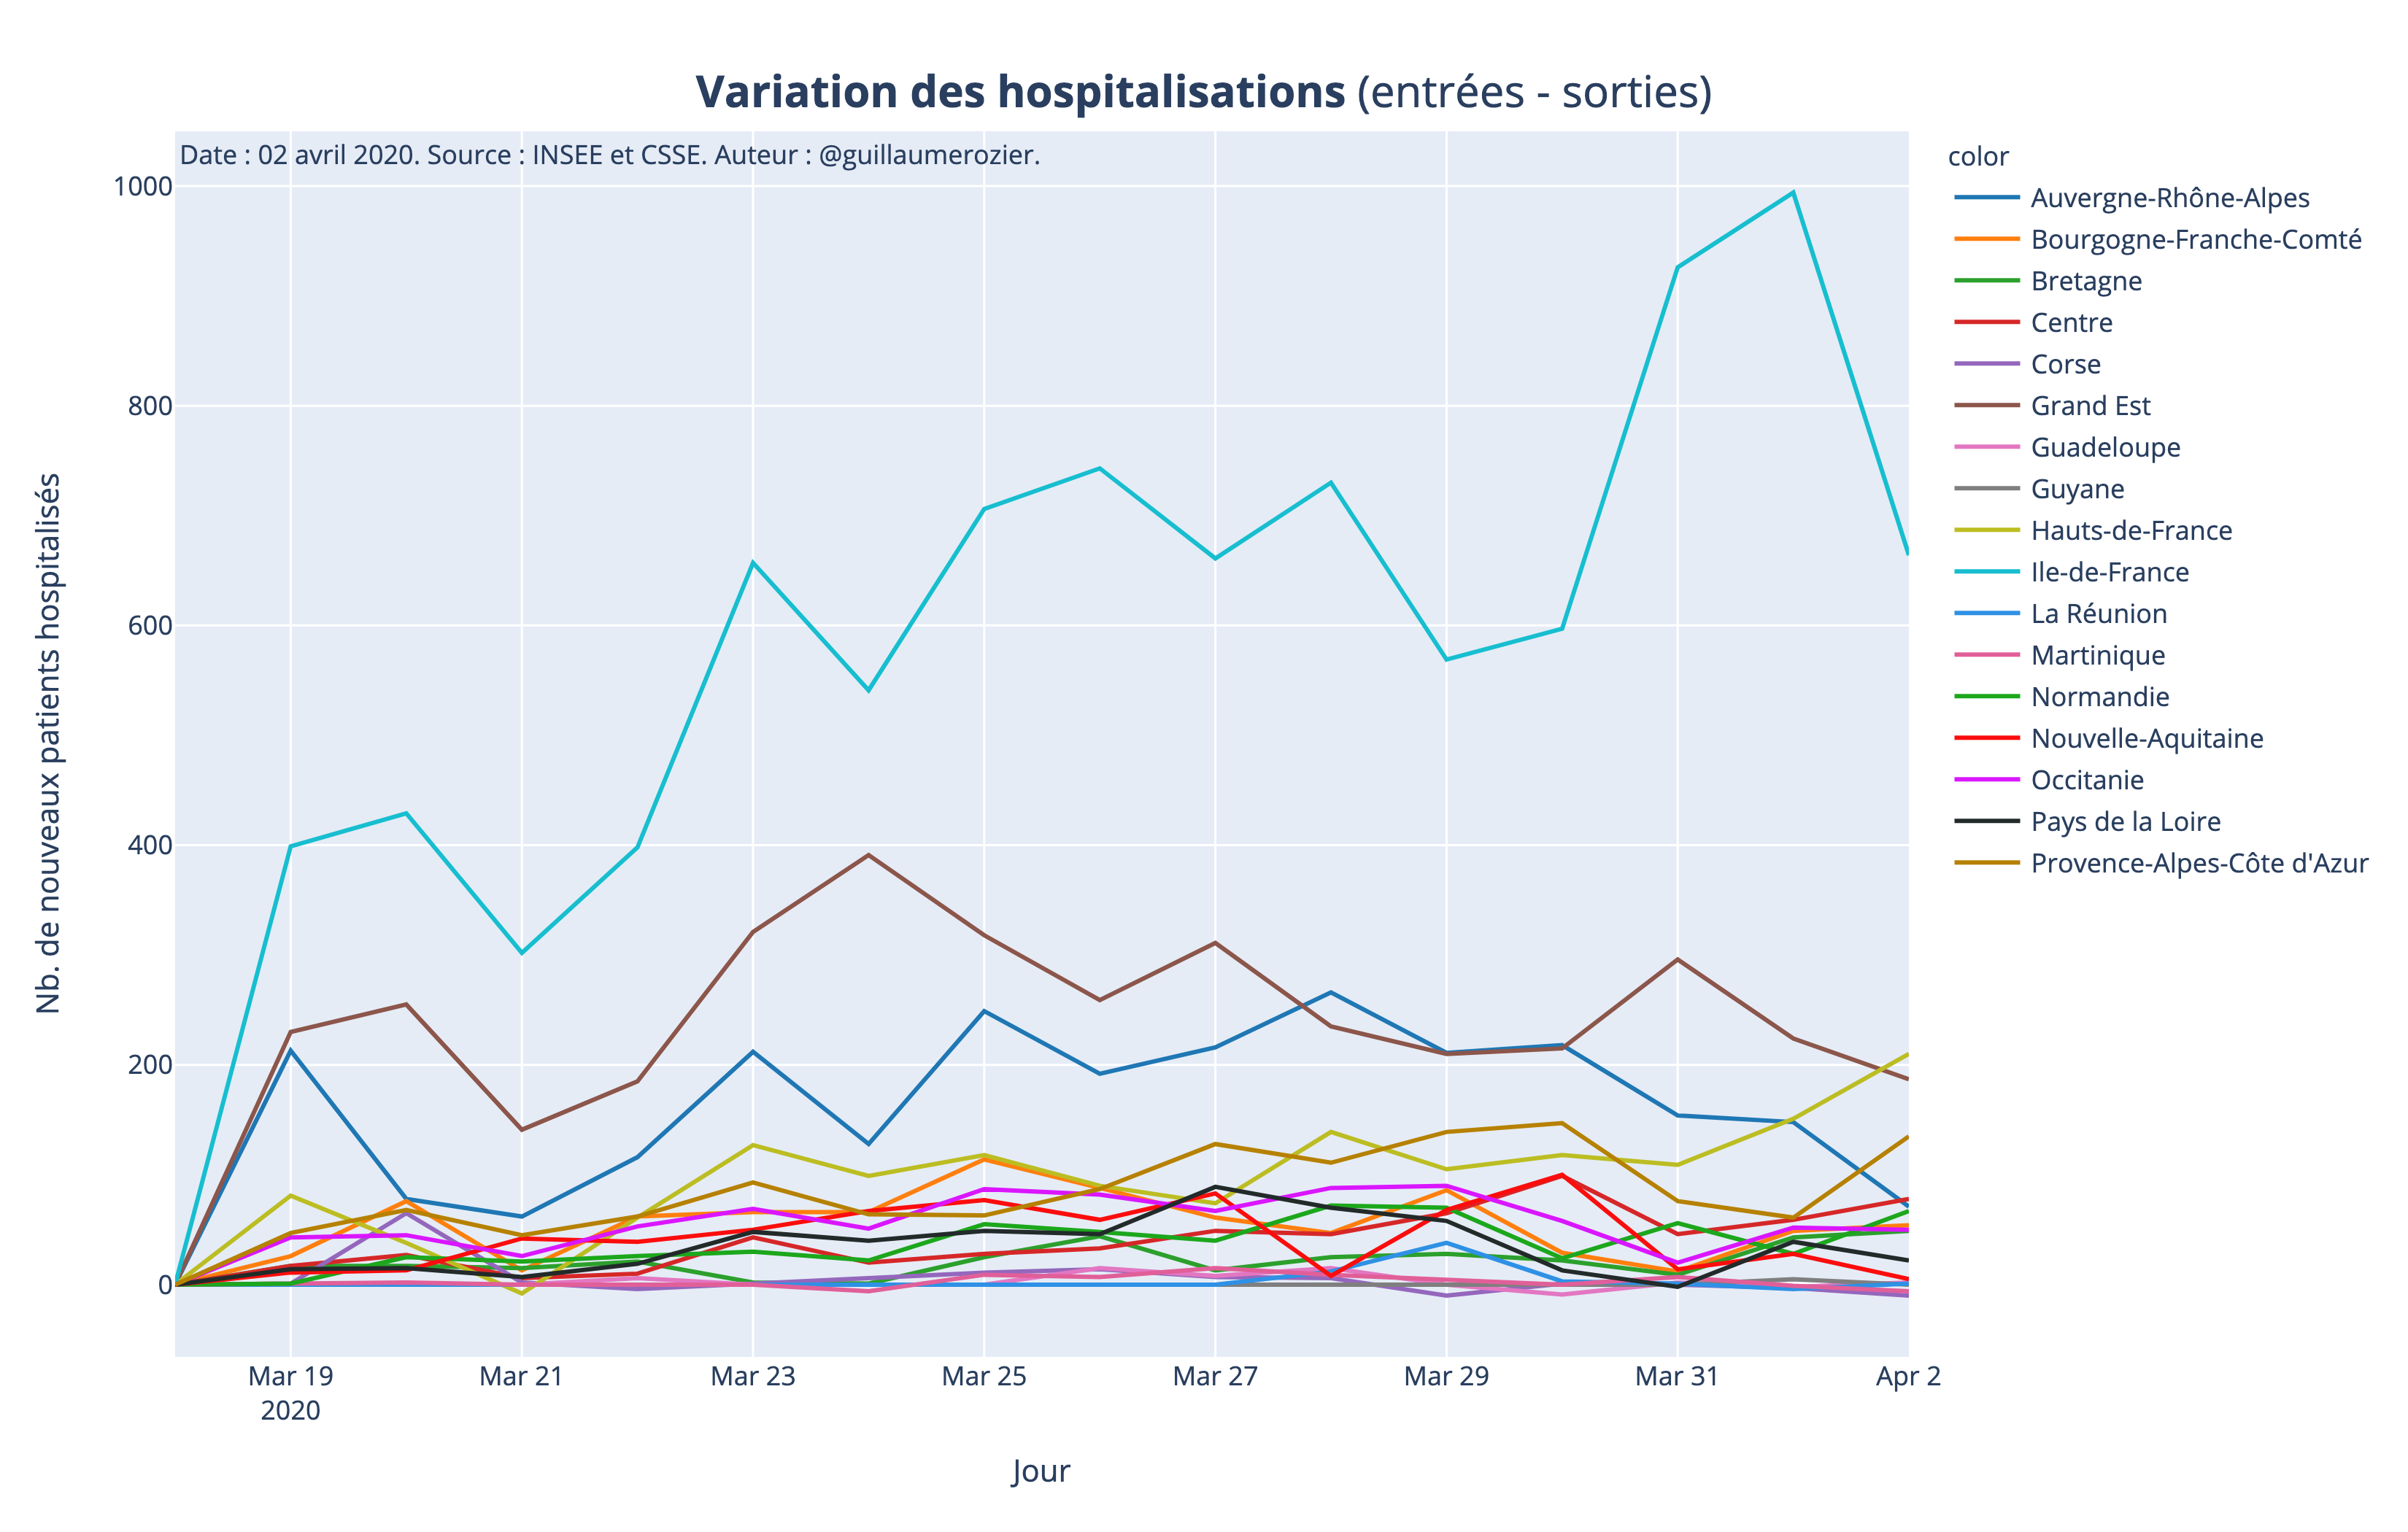 Variation des hospitalisations (entrées - sorties)
Date : 02 avril 2020. Source : INSEE et CSSE. Auteur : @guillaumerozier.
color
Auvergne-Rhône-Alpes
Bourgogne-Franche-Comté
Bretagne
Centre
Corse
Grand Est
Guadeloupe
Guyane
Hauts-de-France
Ile-de-France
La Réunion
Martinique
Normandie
Nouvelle-Aquitaine
Occitanie
Pays de la Loire
Provence-Alpes-Côte d'Azur
Nb. de nouveaux patients hospitalisés
1000
800
600
400
200
0
Mar 19 Mar 21 Mar 23 Mar 25 Mar 27 Mar 29 Mar 31 Apr 2
2020
Jour